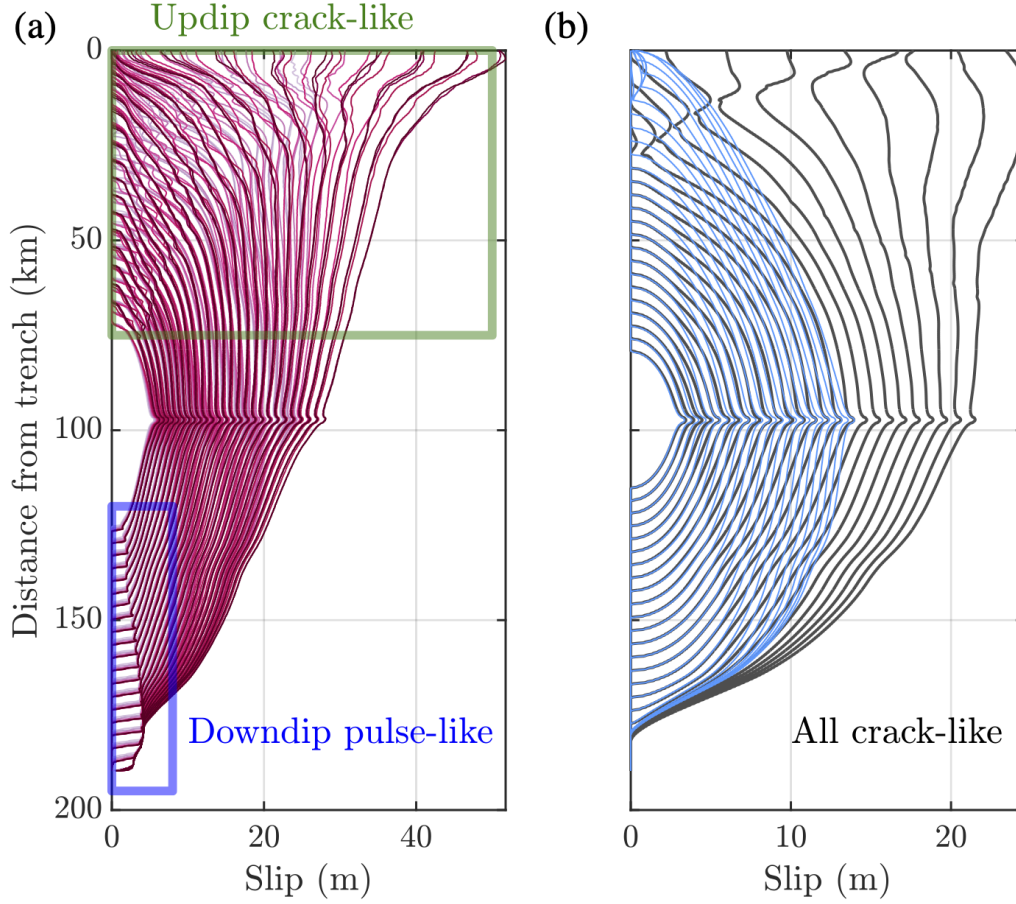 (a)
Updip crack-like
(b)
0
50
100
150
200
Distance from trench (km)
Downdip pulse-like
All crack-like
0
20
40
0
10
20
Slip (m)
Slip (m)